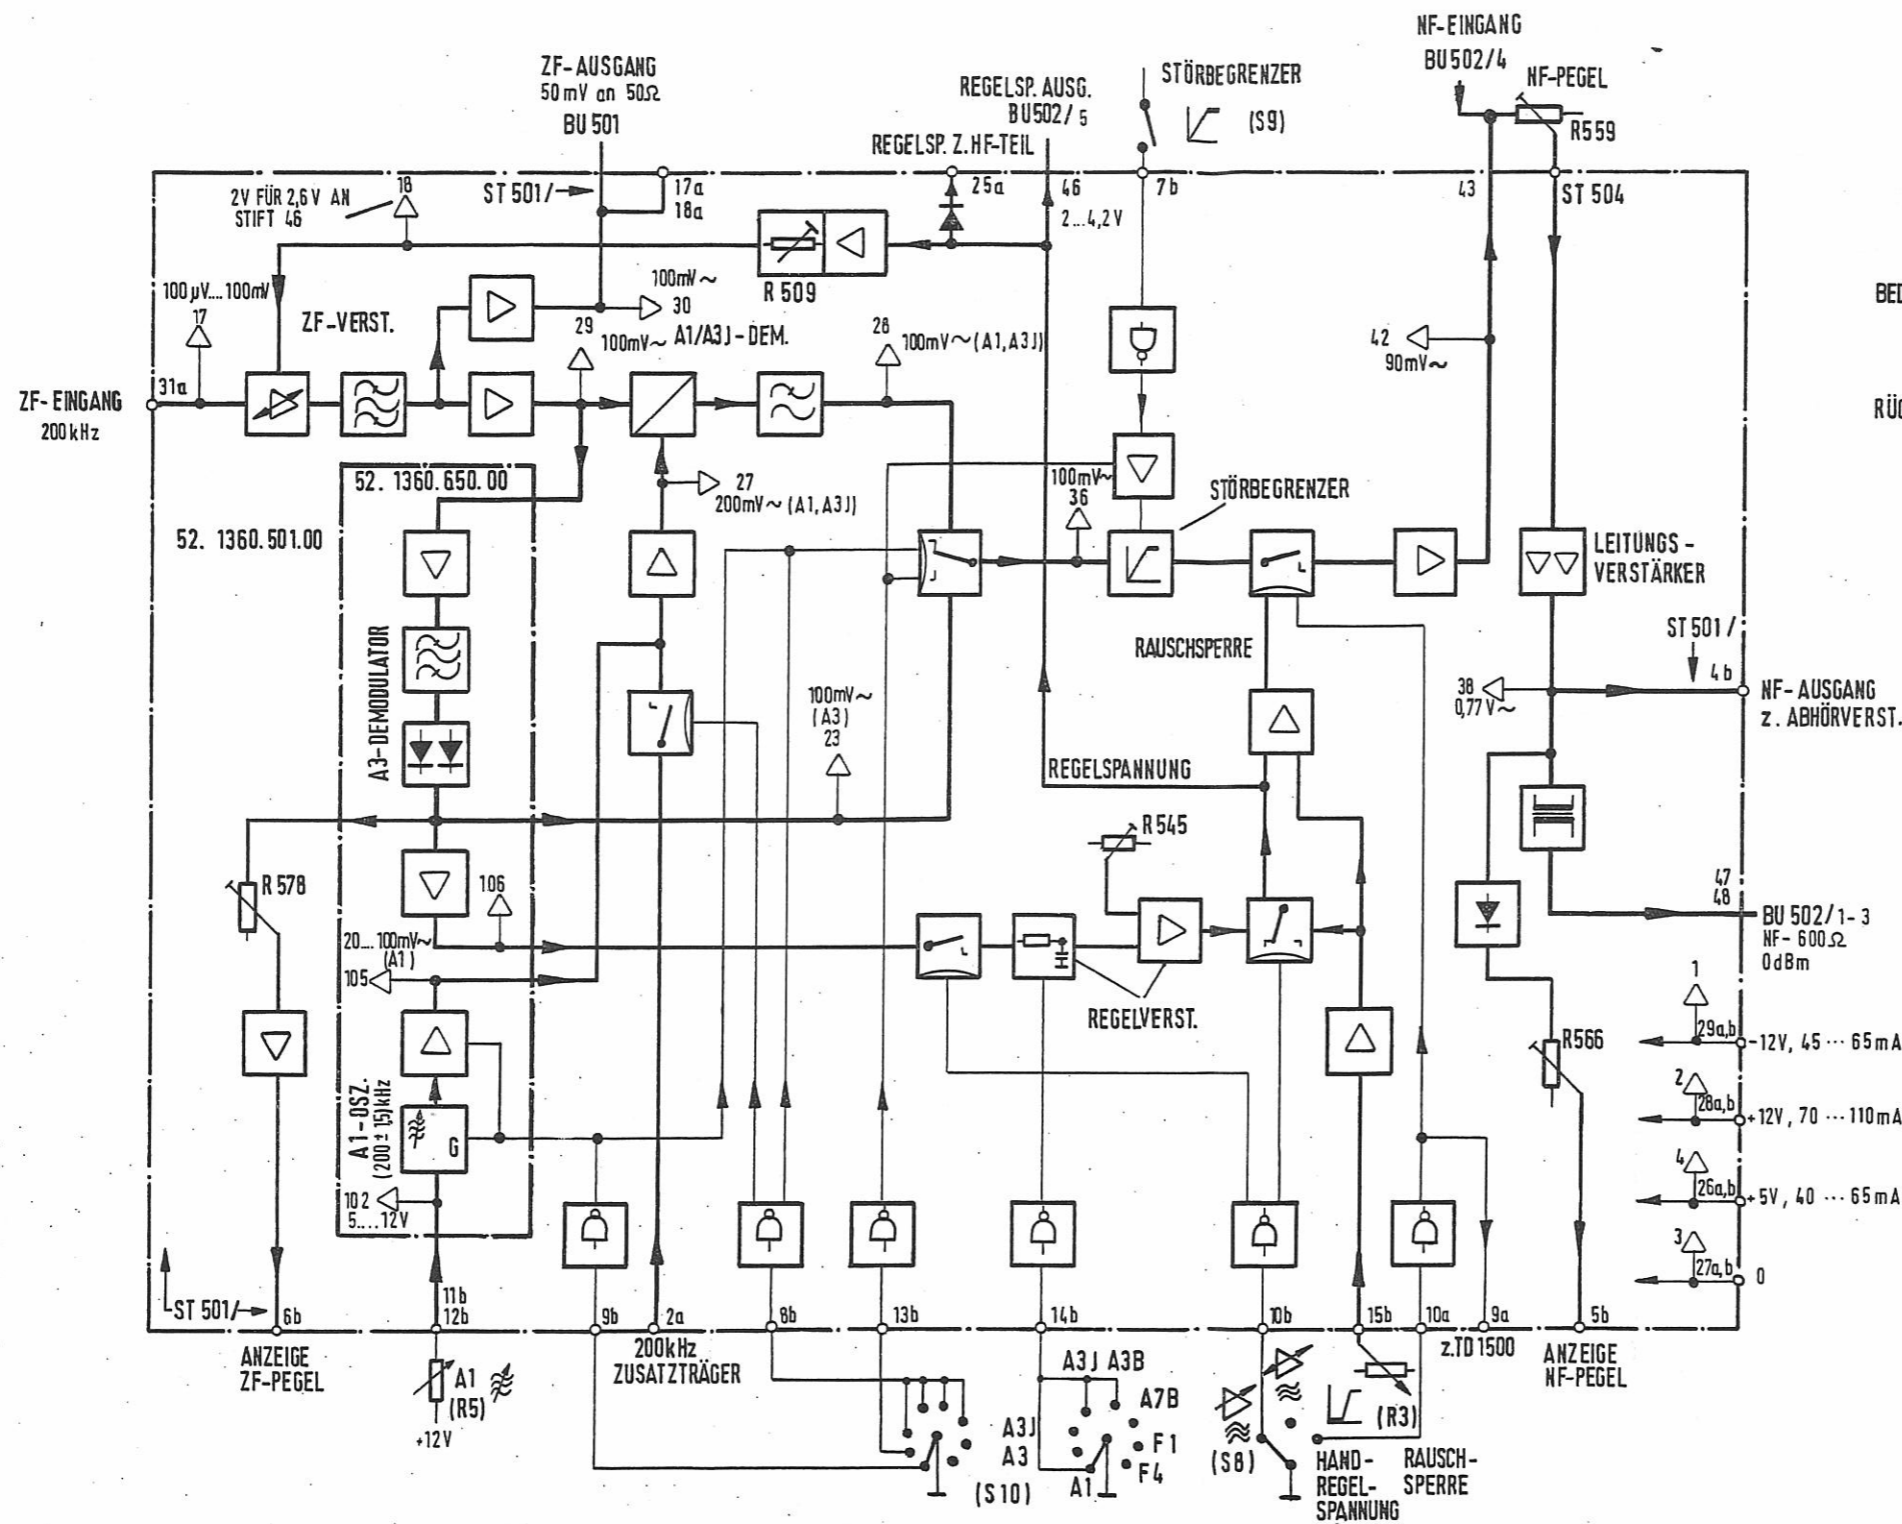 NF-EINGANG
BU502/4
NF-PEGEL
R559
ZF-AUSGANG
50mV an 50Ω
BU 501
REGELSP. AUSG.
BU502/5
STÖRBEGRENZER
(S9)
REGELSP. Z. HF-TEIL
2V FÜR 2,6V AN
STIFT 46
18
ST 501/
17a
18a
25a
46
7b
43
ST 504
2...4,2V
R 509
100µV....100mV
17
ZF-VERST.
100mV~
30
29
100mV~
A1/A3J-DEM.
28
100mV~(A1,A3J)
42
90mV~
BED
RÜC
31a
ZF-EINGANG
200kHz
52. 1360.650.00
27
200mV~(A1,A3J)
100mV~
36
STÖRBEGRENZER
52. 1360.501.00
LEITUNGS-
VERSTÄRKER
ST 501/
4b
RAUSCHSPERRE
A3-DEMODULATOR
100mV~
(A3)
23
38
0,77V~
NF-AUSGANG
z. ABHÖRVERST.
REGELSPANNUNG
R 545
R 578
106
47
48
BU 502/1-3
NF-600Ω
0dBm
20....100mV~
(A1)
105
REGELVERST.
1
29a,b
-12V, 45...65mA
R566
A1-OSZ.
(200±1,5)kHz
G
2
28a,b
+12V, 70...110mA
102
5....12V
4
26a,b
+5V, 40...65mA
3
27a,b
0
ST 501/
6b
11b
12b
9b
2a
8b
13b
14b
10b
15b
10a
9a
5b
ANZEIGE
ZF-PEGEL
200kHz
ZUSATZTRÄGER
z.TD1500
ANZEIGE
NF-PEGEL
A1
(R5)
+12V
A3J
A3
(S10)
A3J A3B
A7B
F1
F4
A1
(S8)
(R3)
HAND-
REGEL-
SPANNUNG
RAUSCH-
SPERRE